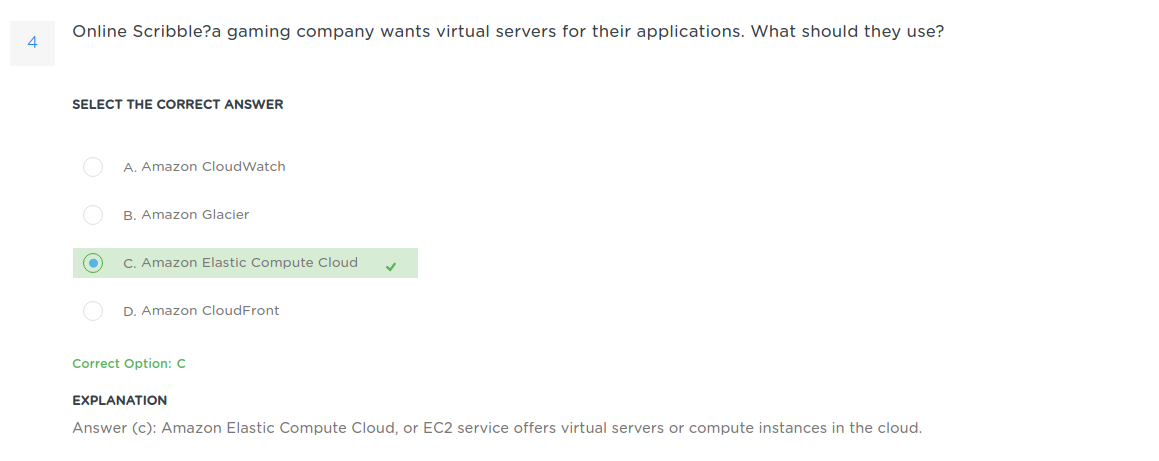 4
Online Scribble?a gaming company wants virtual servers for their applications. What should they use?
SELECT THE CORRECT ANSWER
A. Amazon CloudWatch
B. Amazon Glacier
C. Amazon Elastic Compute Cloud
D. Amazon CloudFront
Correct Option: C
EXPLANATION
Answer (c): Amazon Elastic Compute Cloud, or EC2 service offers virtual servers or compute instances in the cloud.